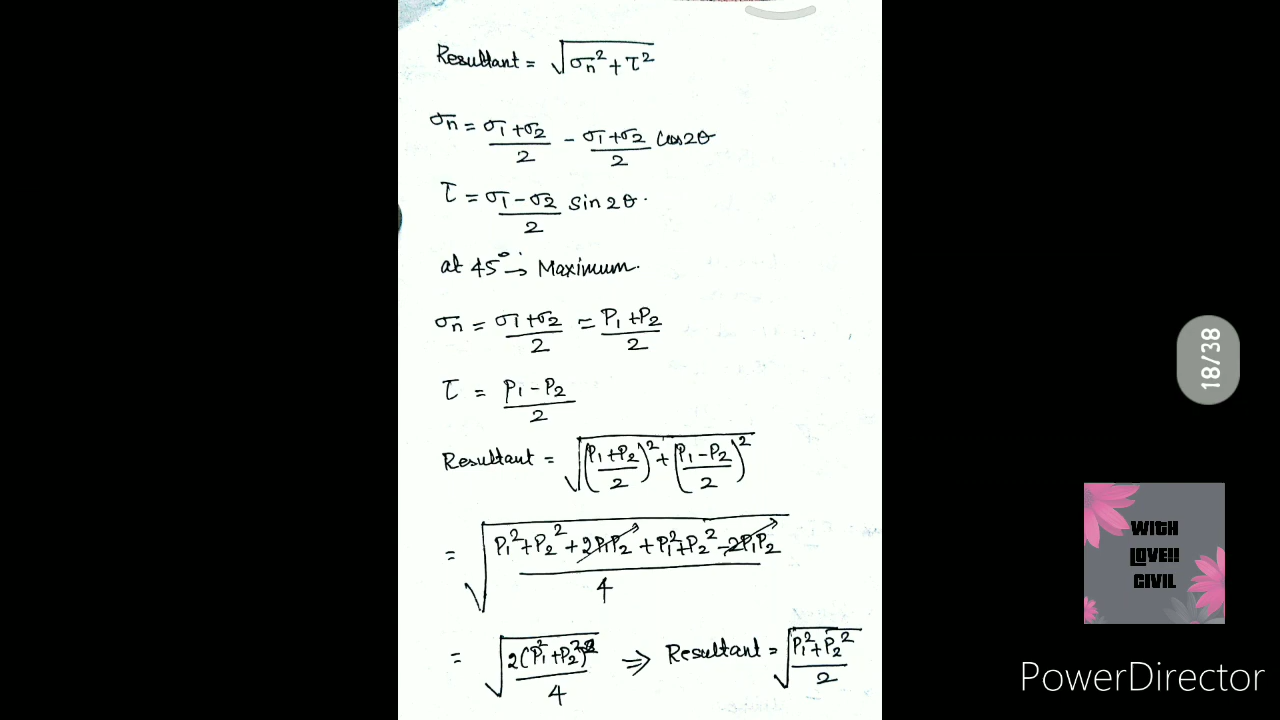 Resultant = √(σn² + τ²)
σn = (σ1 + σ2)/2 - (σ1 + σ2)/2 Cos2θ
τ = (σ1 - σ2)/2 Sin 2θ.
at 45° → Maximum.
σn = (σ1 + σ2)/2 = (P1 + P2)/2
τ = (P1 - P2)/2
Resultant = √(((P1 + P2)/2)² + ((P1 - P2)/2)²)
= √((P1² + P2² + 2P1P2 + P1² + P2² - 2P1P2)/4)
= √(2(P1² + P2²)/4) ⇒ Resultant = √((P1² + P2²)/2)
18/38
WITH
LOVE!!
CIVIL
PowerDirector